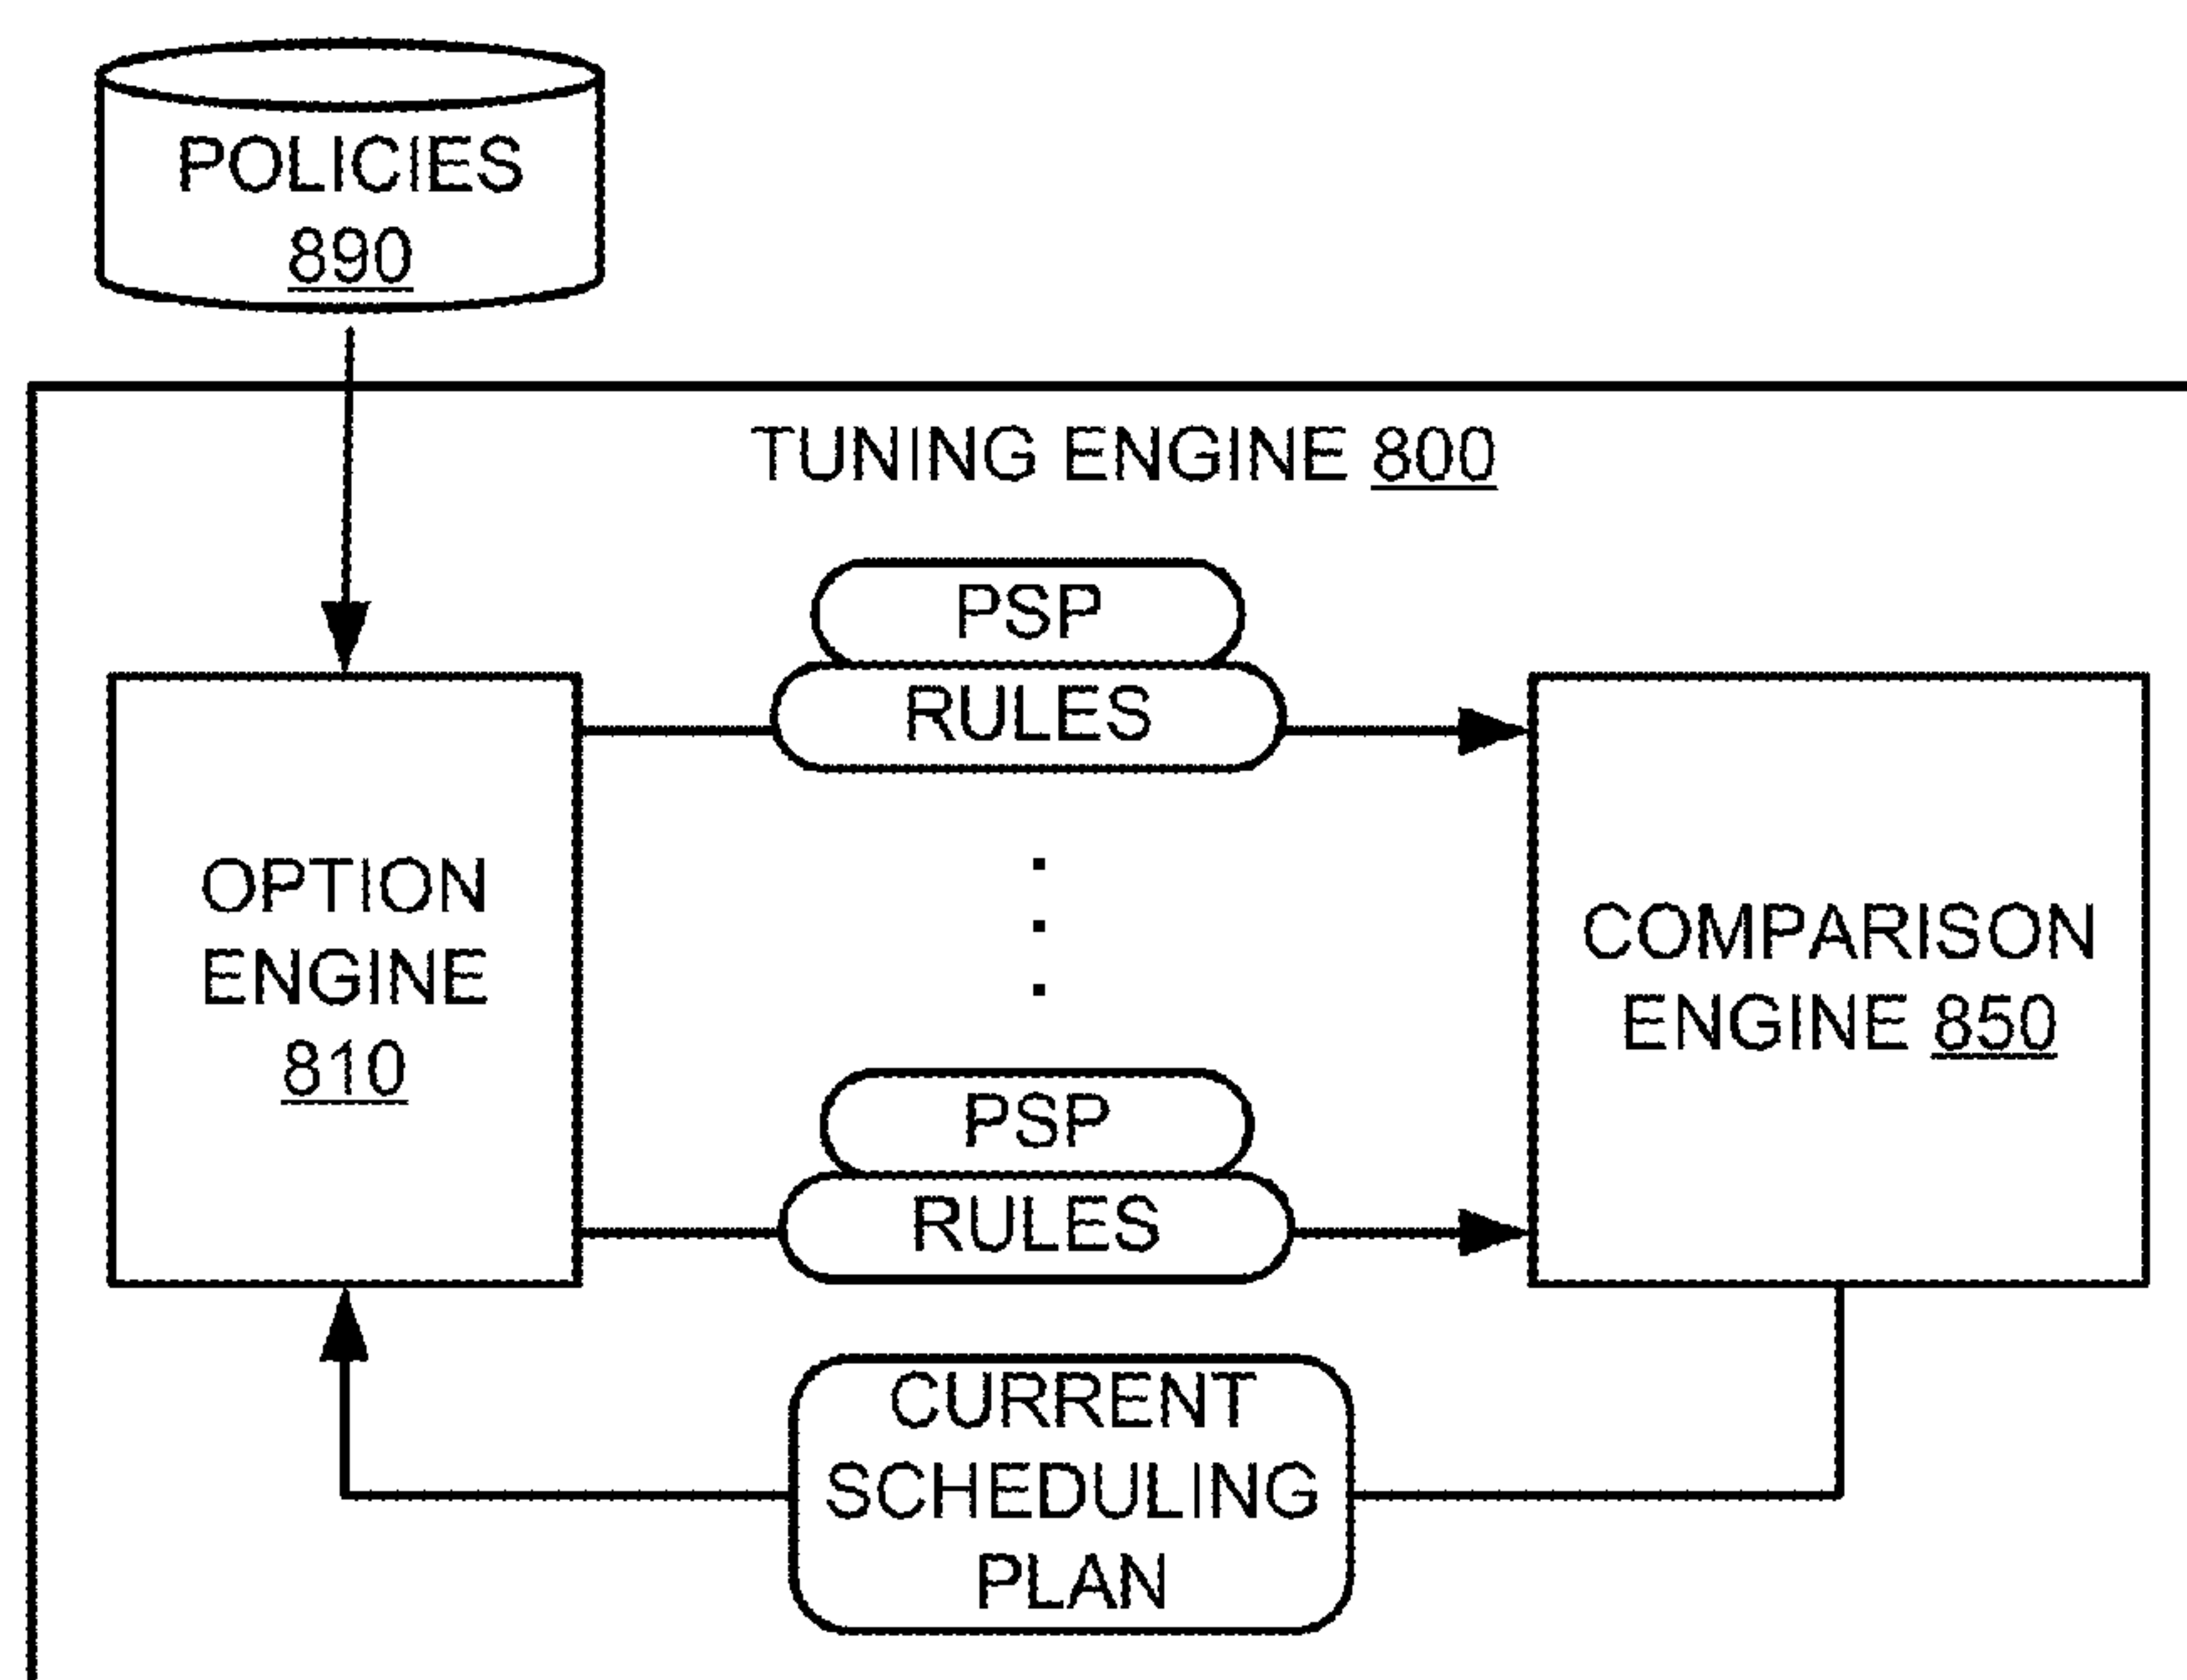 POLICIES
890
TUNING ENGINE 800
PSP
RULES
OPTION
ENGINE
810
COMPARISON
ENGINE 850
PSP
RULES
CURRENT
SCHEDULING
PLAN